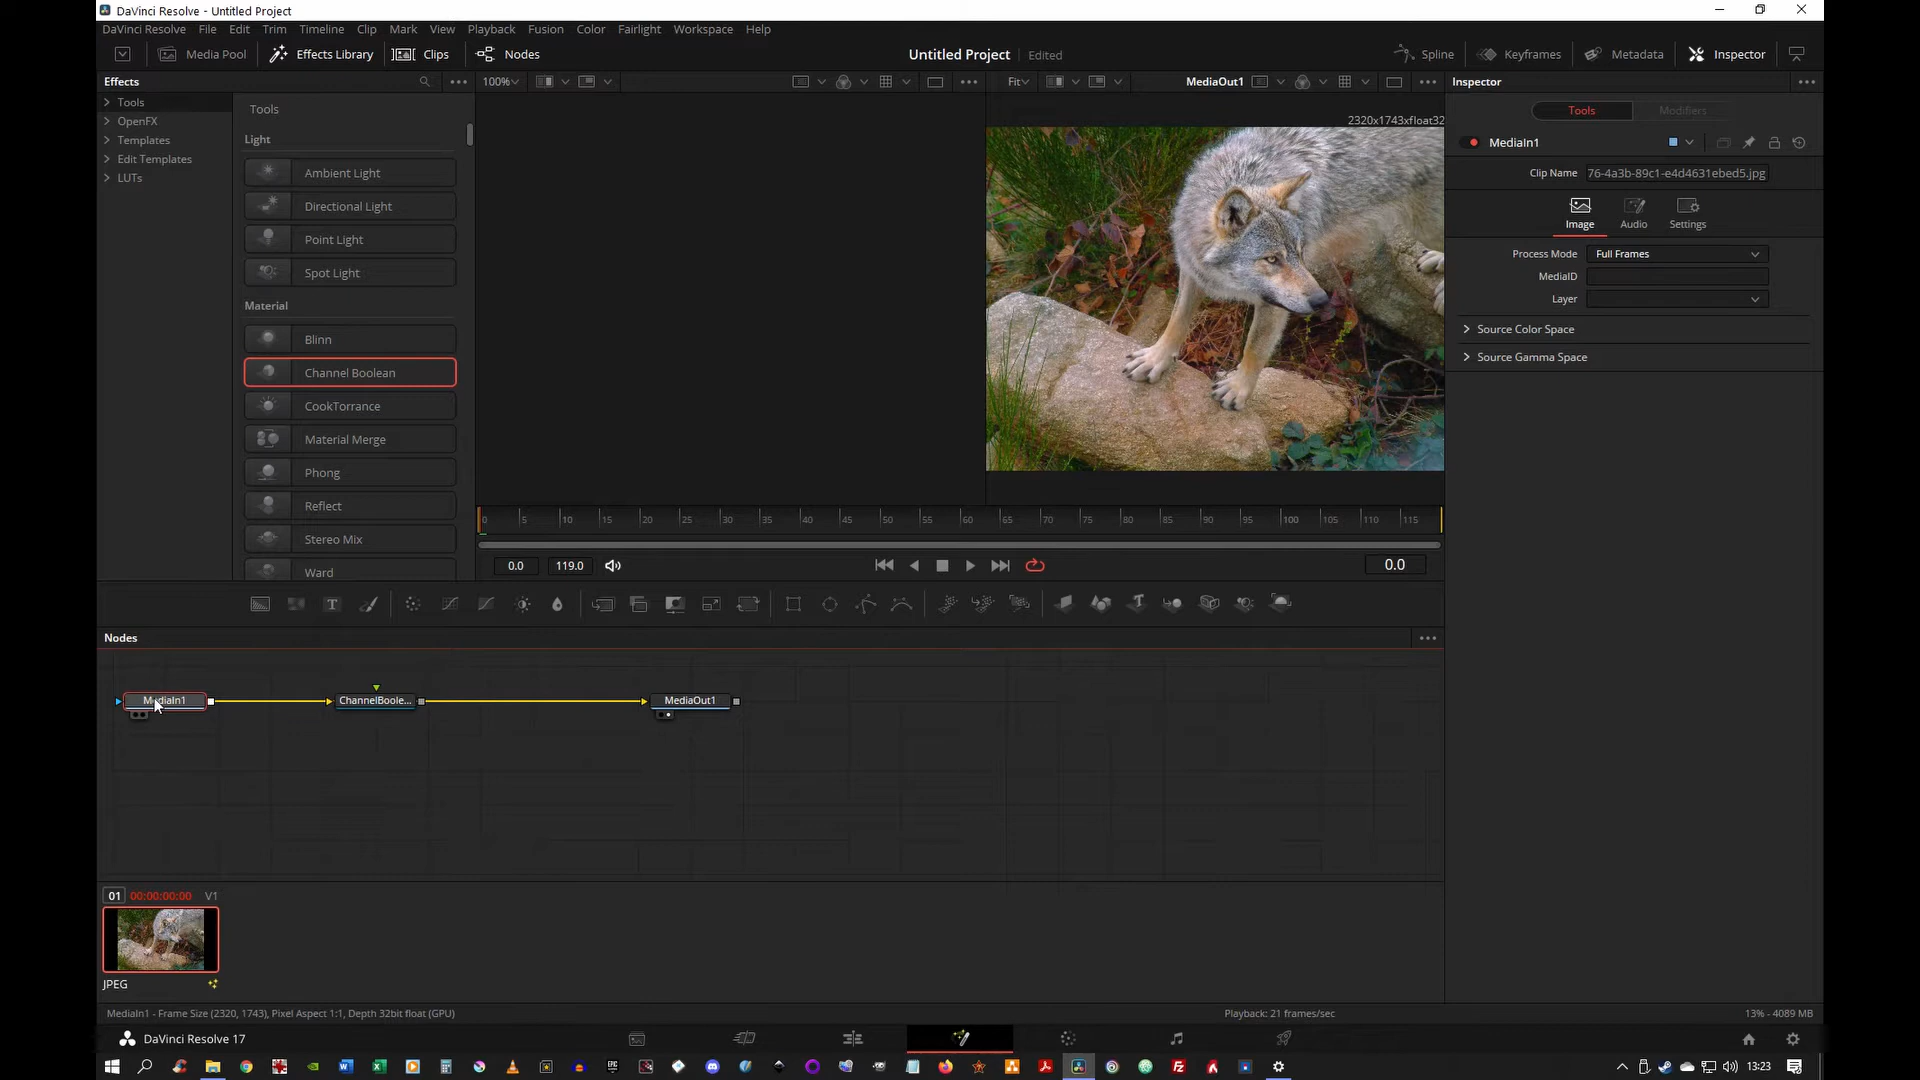 DaVinci Resolve - Untitled Project
DaVinci Resolve File Edit Trim Timeline Clip Mark View Playback Fusion Color Fairlight Workspace Help
Media Pool Effects Library Clips Nodes Untitled Project Edited Spline Keyframes Metadata Inspector
Effects 100% Fit MediaOut1 Inspector
Tools
OpenFX
Templates
Edit Templates
LUTs
Tools
Light
Ambient Light
Directional Light
Point Light
Spot Light
Material
Blinn
Channel Boolean
CookTorrance
Material Merge
Phong
Reflect
Stereo Mix
Ward
2320x1743xfloat32
Tools Modifiers
MediaIn1
Clip Name 76-4a3b-89c1-e4d4631ebed5.jpg
Image Audio Settings
Process Mode Full Frames
MediaID
Layer
Source Color Space
Source Gamma Space
0 5 10 15 20 25 30 35 40 45 50 55 60 65 70 75 80 85 90 95 100 105 110 115
0.0 119.0 0.0
Nodes
MediaIn1 ChannelBoole... MediaOut1
01 00:00:00:00 V1
JPEG
MediaIn1 - Frame Size (2320, 1743), Pixel Aspect 1:1, Depth 32bit float (GPU) Playback: 21 frames/sec 13% - 4089 MB
DaVinci Resolve 17
13:23